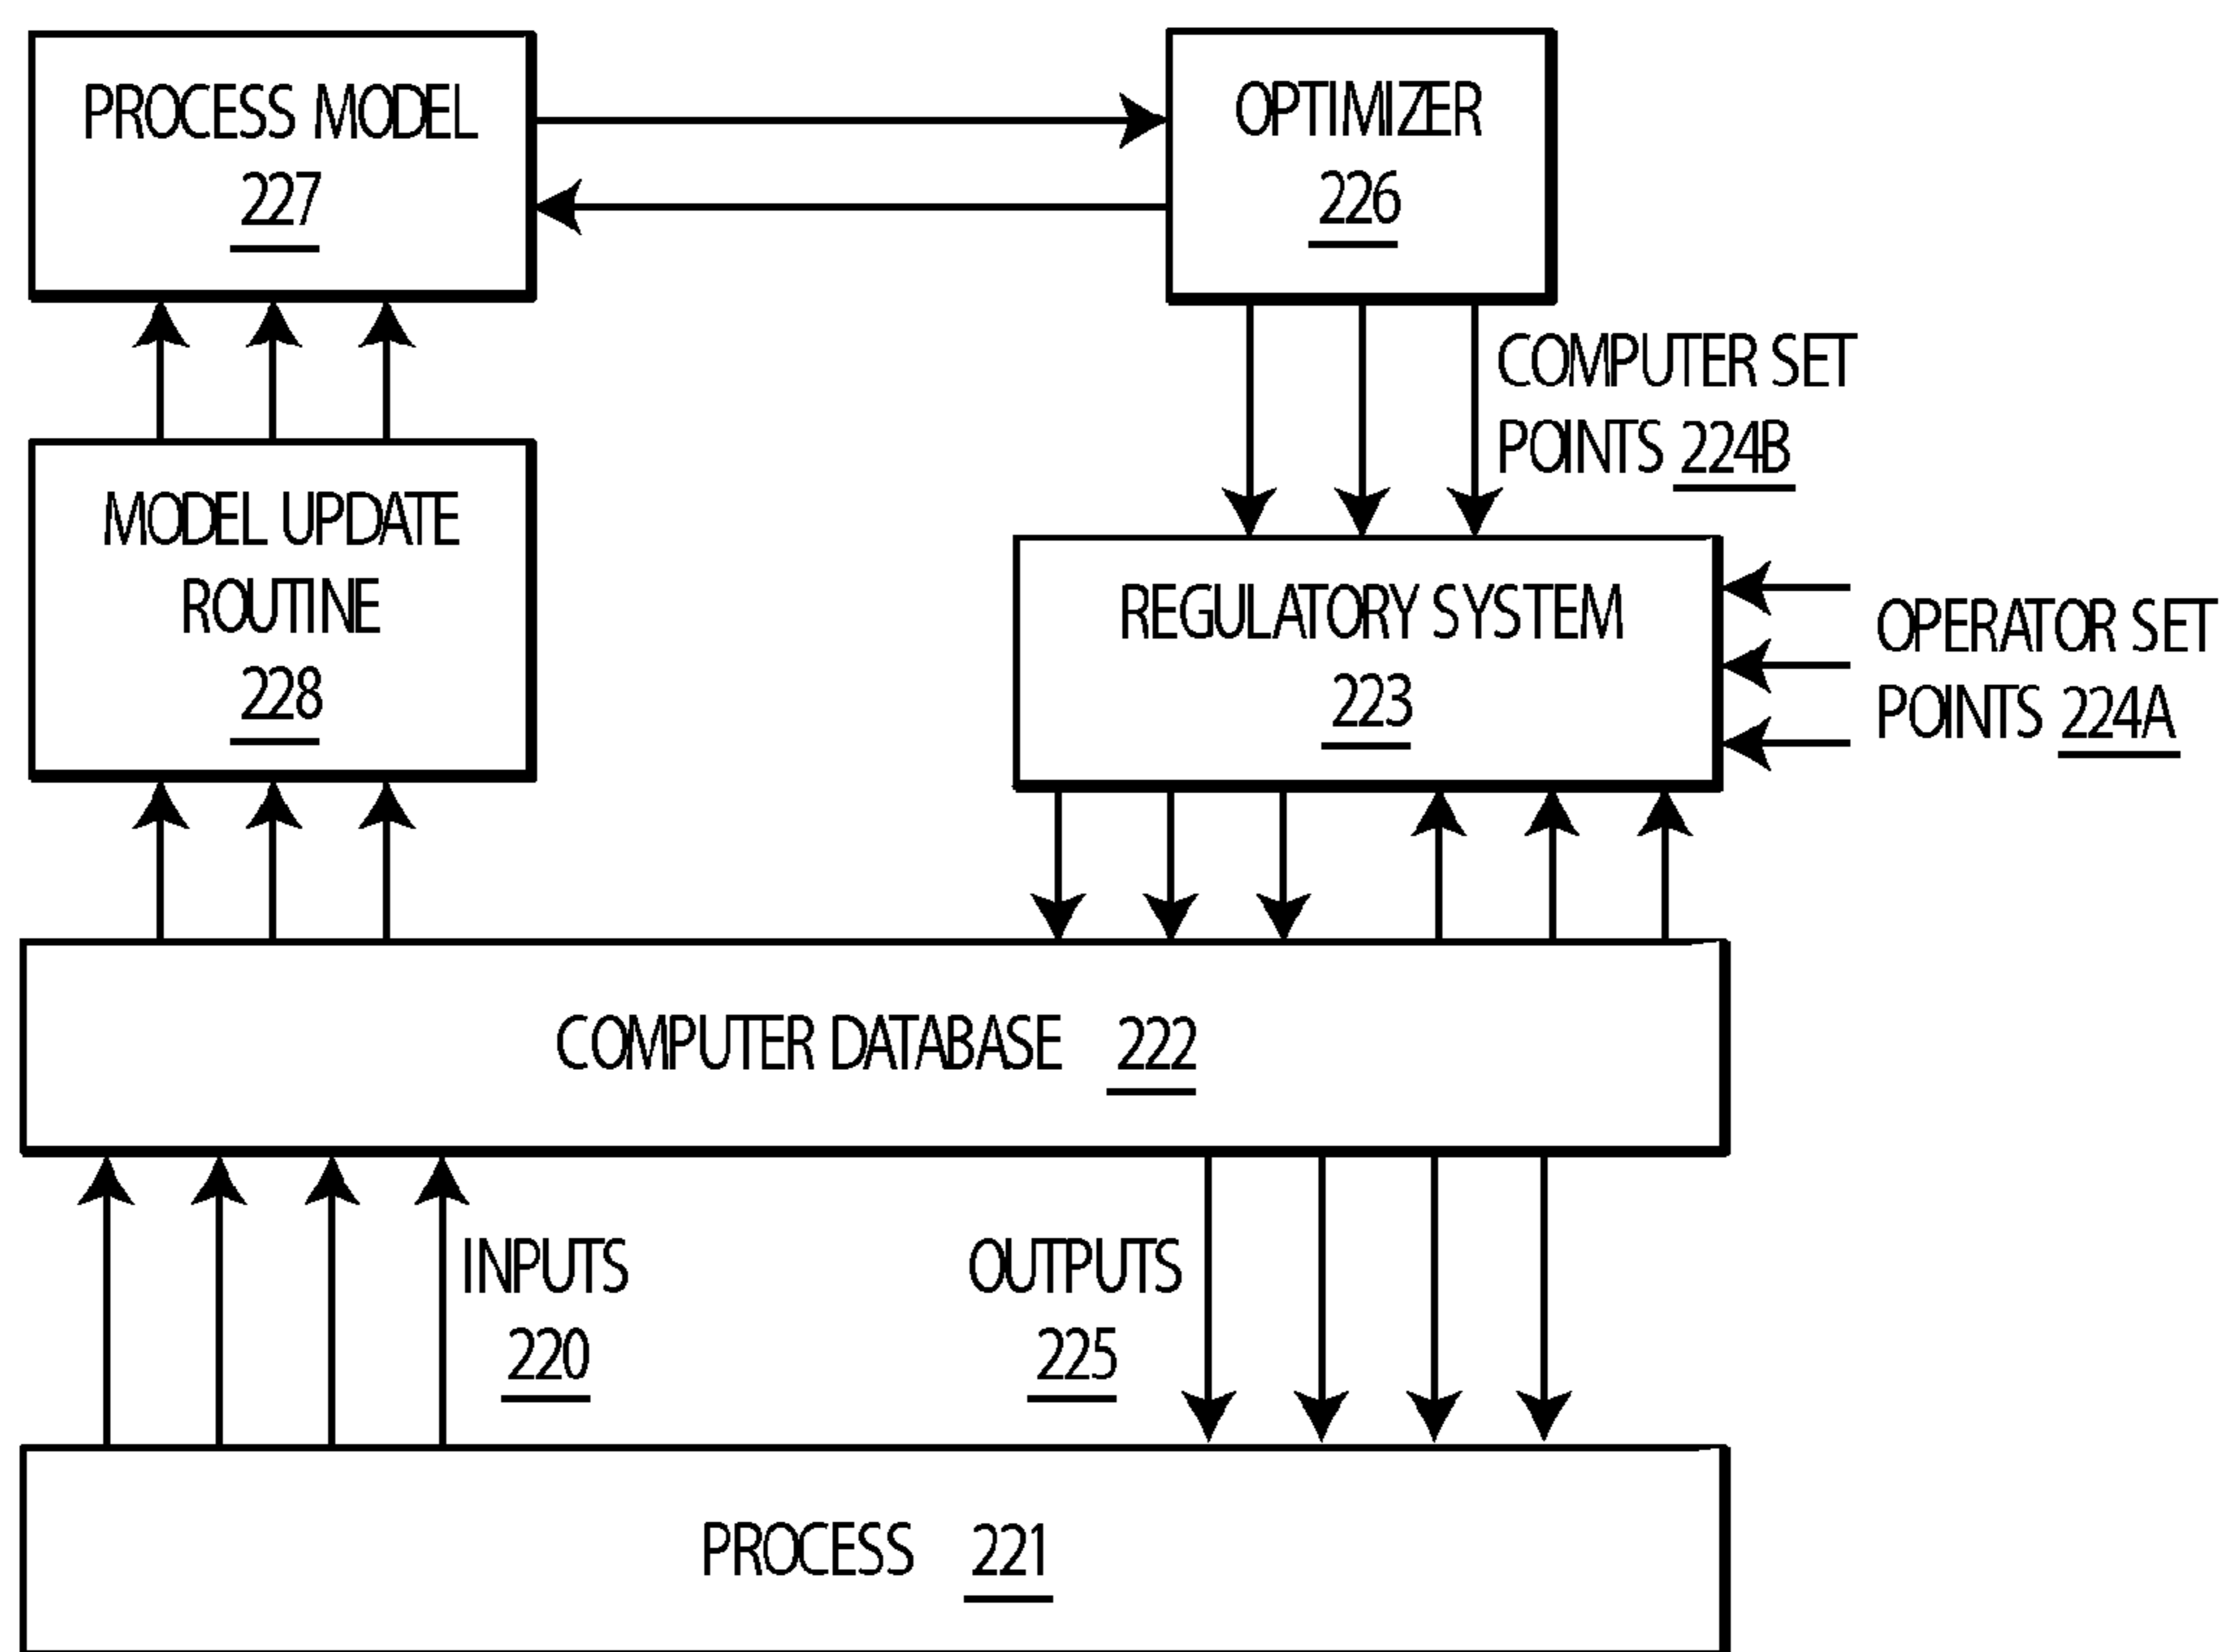 PROCESS MODEL
227
OPTIMIZER
226
COMPUTER SET
POINTS 224B
MODEL UPDATE
ROUTINE
228
REGULATORY SYSTEM
223
OPERATOR SET
POINTS 224A
COMPUTER DATABASE 222
INPUTS
220
OUTPUTS
225
PROCESS 221